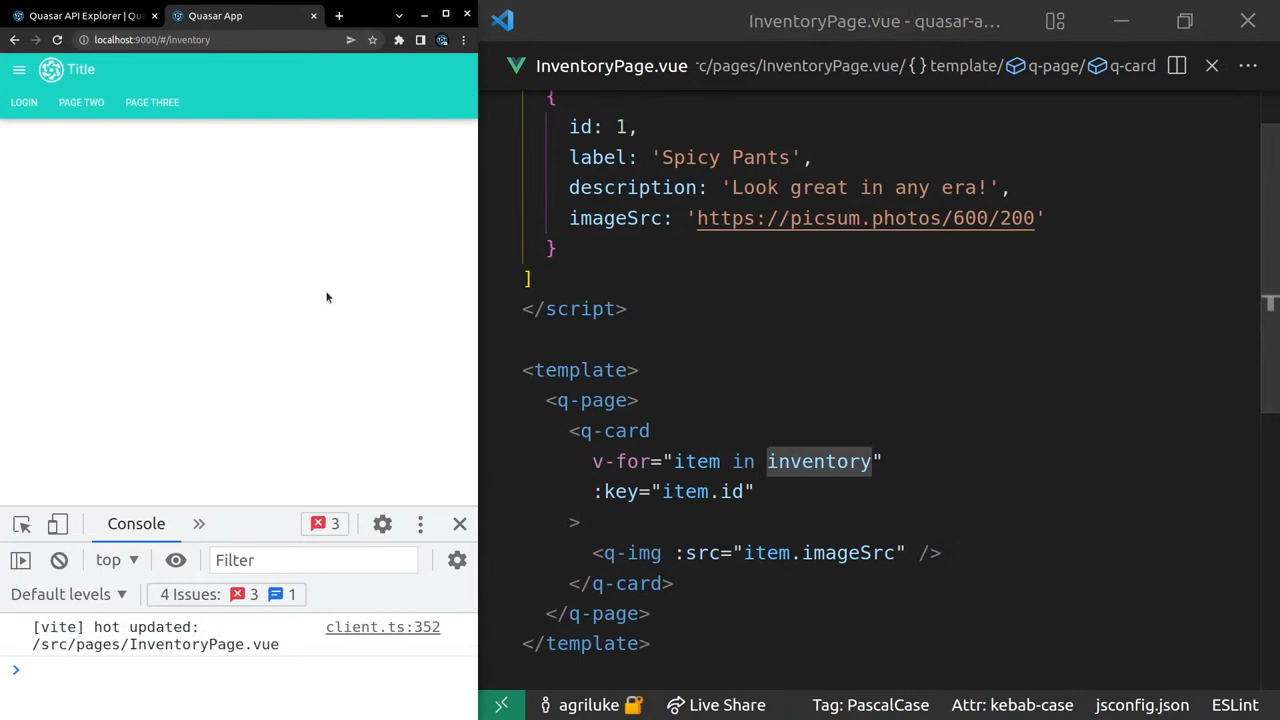 Quasar API Explorer | Qu
Quasar App
localhost:9000/#/inventory
Title
LOGIN PAGE TWO PAGE THREE
Console
3
top
Filter
Default levels
4 Issues: 3 1
[vite] hot updated: client.ts:352
/src/pages/InventoryPage.vue
InventoryPage.vue - quasar-a...
InventoryPage.vue rc/pages/InventoryPage.vue/ {} template/ q-page/ q-card
{
id: 1,
label: 'Spicy Pants',
description: 'Look great in any era!',
imageSrc: 'https://picsum.photos/600/200'
}
]
</script>
<template>
<q-page>
<q-card
v-for="item in inventory"
:key="item.id"
>
<q-img :src="item.imageSrc" />
</q-card>
</q-page>
</template>
agriluke Live Share Tag: PascalCase Attr: kebab-case jsconfig.json ESLint